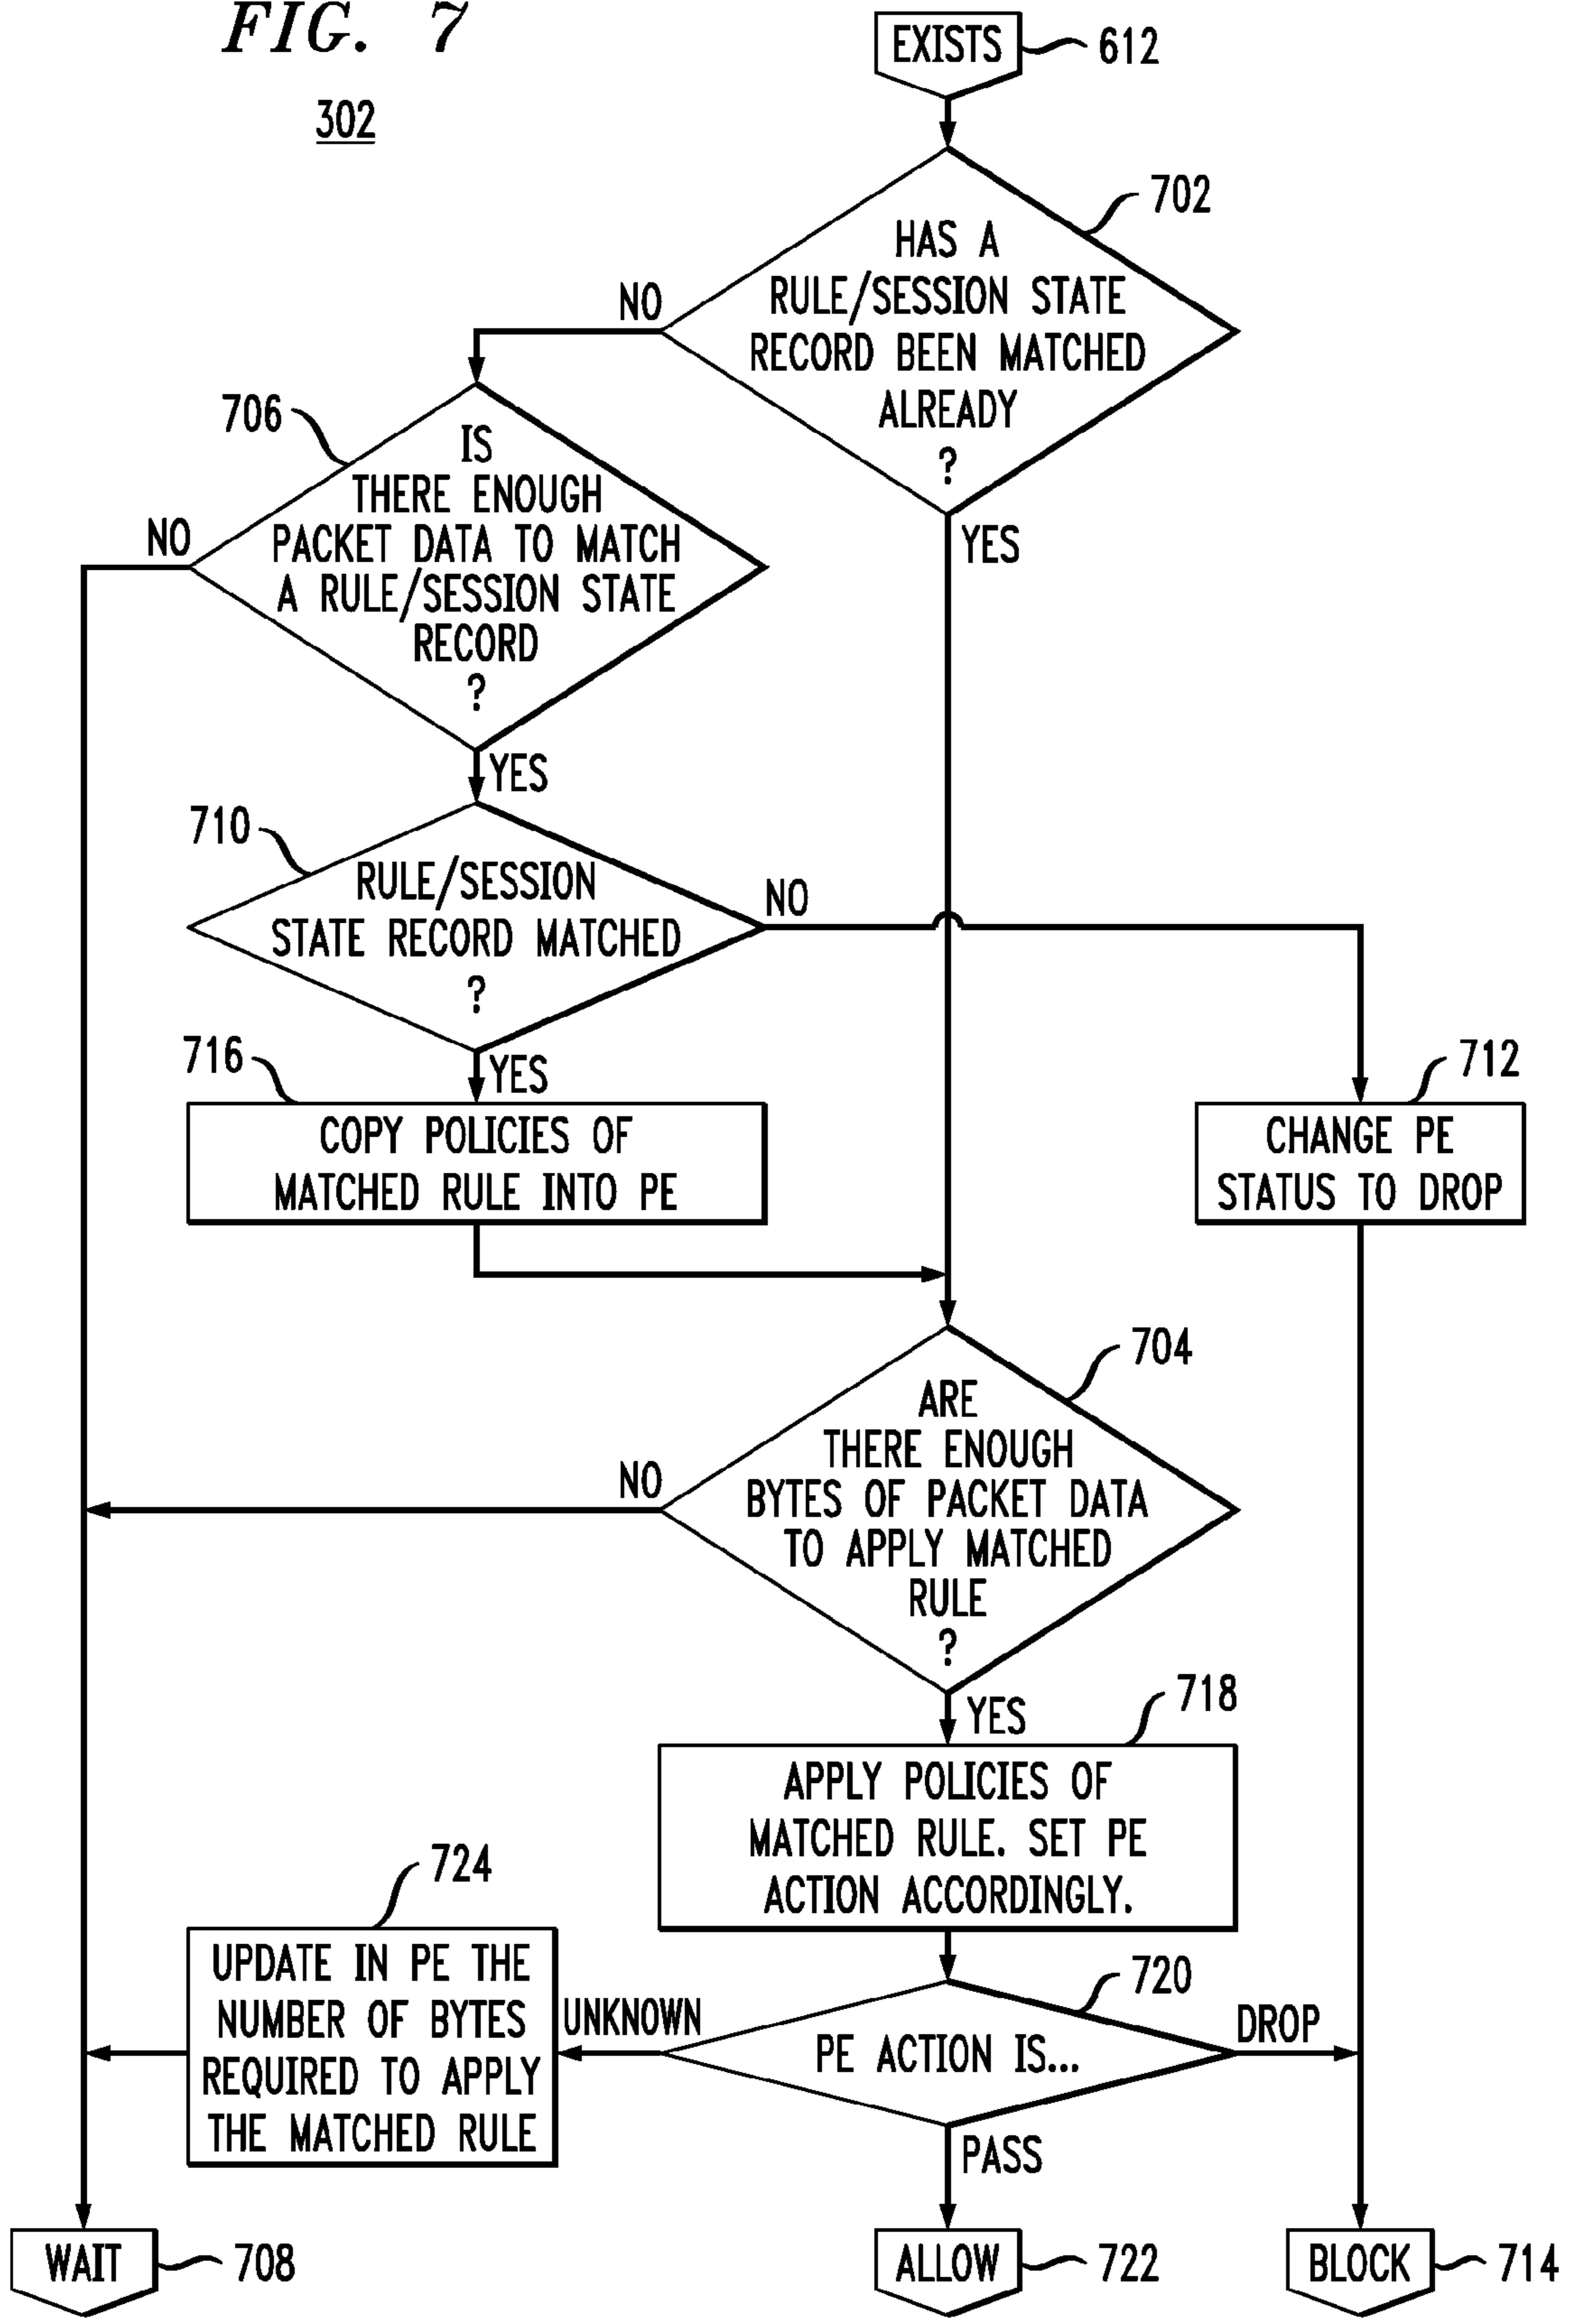 FIG. 7
302
EXISTS
612
702
HAS A
RULE/SESSION STATE
RECORD BEEN MATCHED
ALREADY
?
NO
YES
706
IS
THERE ENOUGH
PACKET DATA TO MATCH
A RULE/SESSION STATE
RECORD
?
NO
YES
710
RULE/SESSION
STATE RECORD MATCHED
?
NO
YES
716
COPY POLICIES OF
MATCHED RULE INTO PE
712
CHANGE PE
STATUS TO DROP
704
ARE
THERE ENOUGH
BYTES OF PACKET DATA
TO APPLY MATCHED
RULE
?
NO
YES
718
APPLY POLICIES OF
MATCHED RULE. SET PE
ACTION ACCORDINGLY.
724
UPDATE IN PE THE
NUMBER OF BYTES
REQUIRED TO APPLY
THE MATCHED RULE
UNKNOWN
720
PE ACTION IS...
DROP
PASS
WAIT
708
ALLOW
722
BLOCK
714